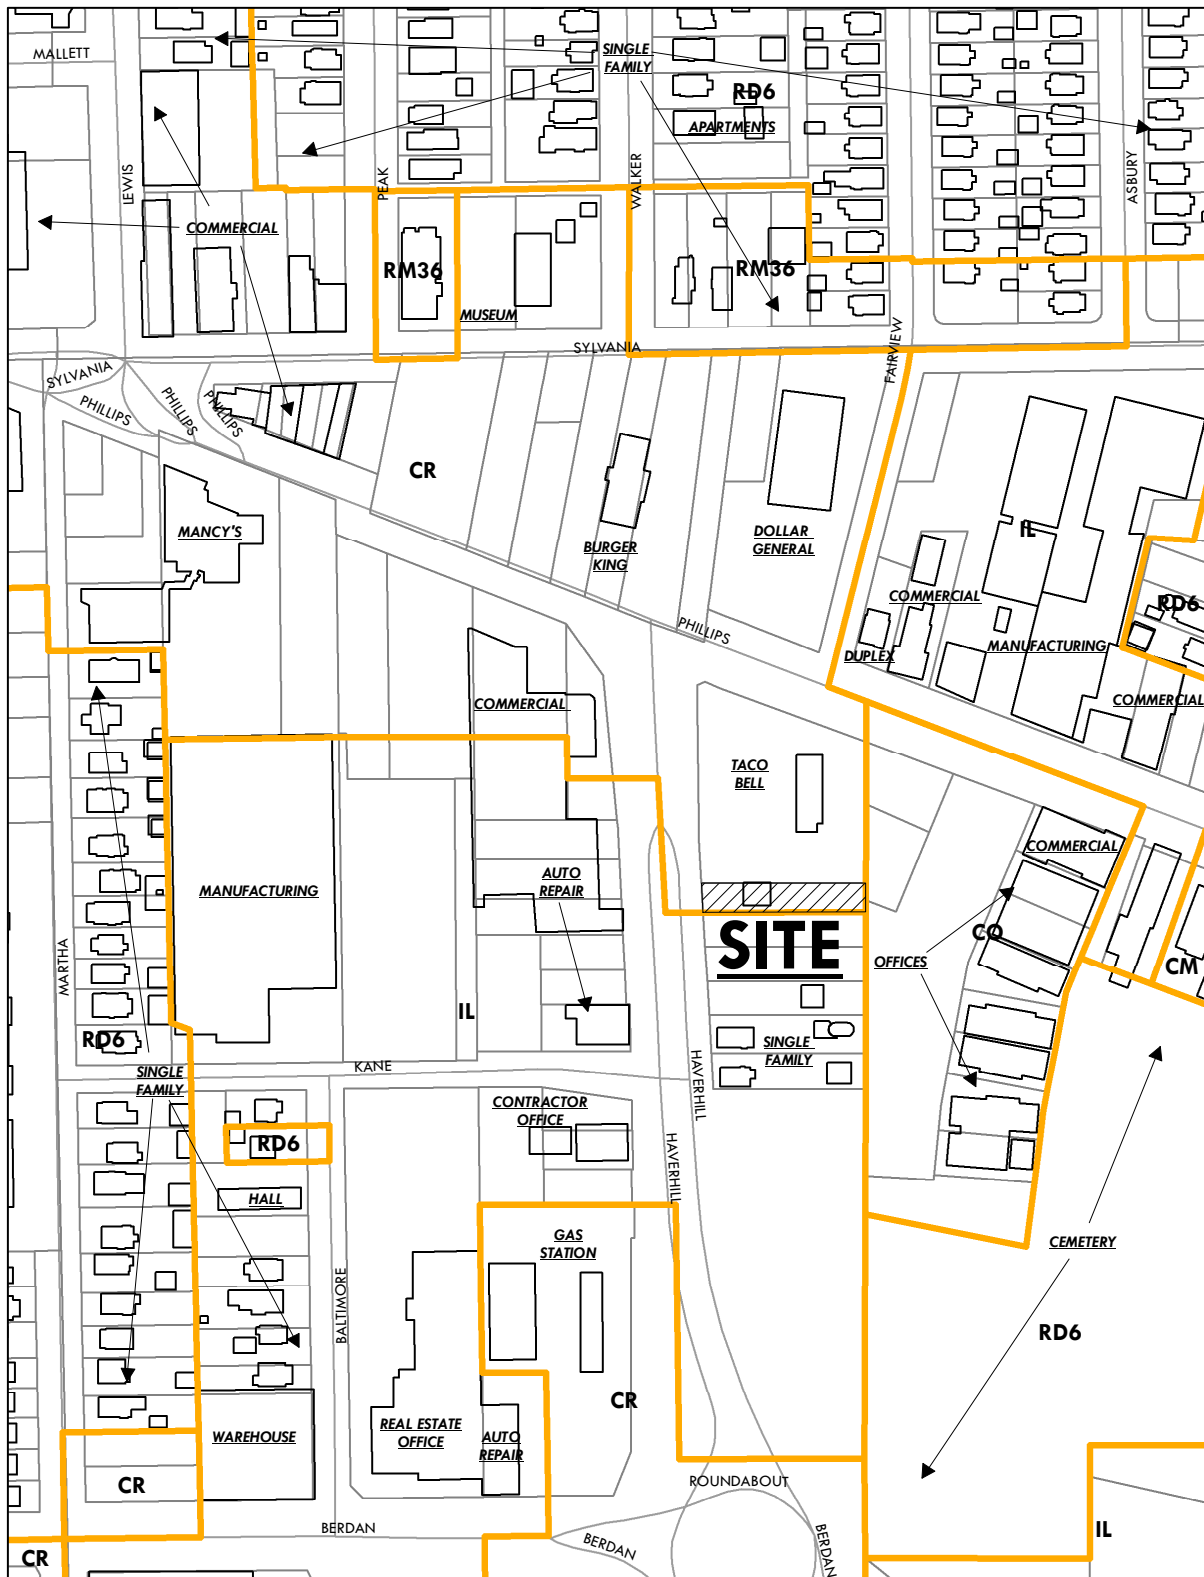 MALLETT
SINGLE
FAMILY
RD6
APARTMENTS
LEWIS
PEAK
WALKER
ASBURY
COMMERCIAL
RM36
RM36
MUSEUM
SYLVANIA
FAIRVIEW
SYLVANIA
PHILLIPS
PHILLIPS
PHILLIPS
CR
MANCY'S
BURGER
KING
DOLLAR
GENERAL
IL
COMMERCIAL
RD6
PHILLIPS
DUPLEX
MANUFACTURING
COMMERCIAL
COMMERCIAL
TACO
BELL
COMMERCIAL
MANUFACTURING
AUTO
REPAIR
SITE
CO
OFFICES
CM
MARTHA
IL
RD6
SINGLE
FAMILY
KANE
SINGLE
FAMILY
HAVERHILL
CONTRACTOR
OFFICE
RD6
HAVERHILL
HALL
GAS
STATION
CEMETERY
BALTIMORE
RD6
CR
REAL ESTATE
OFFICE
AUTO
REPAIR
WAREHOUSE
CR
ROUNDABOUT
BERDAN
BERDAN
BERDAN
IL
CR